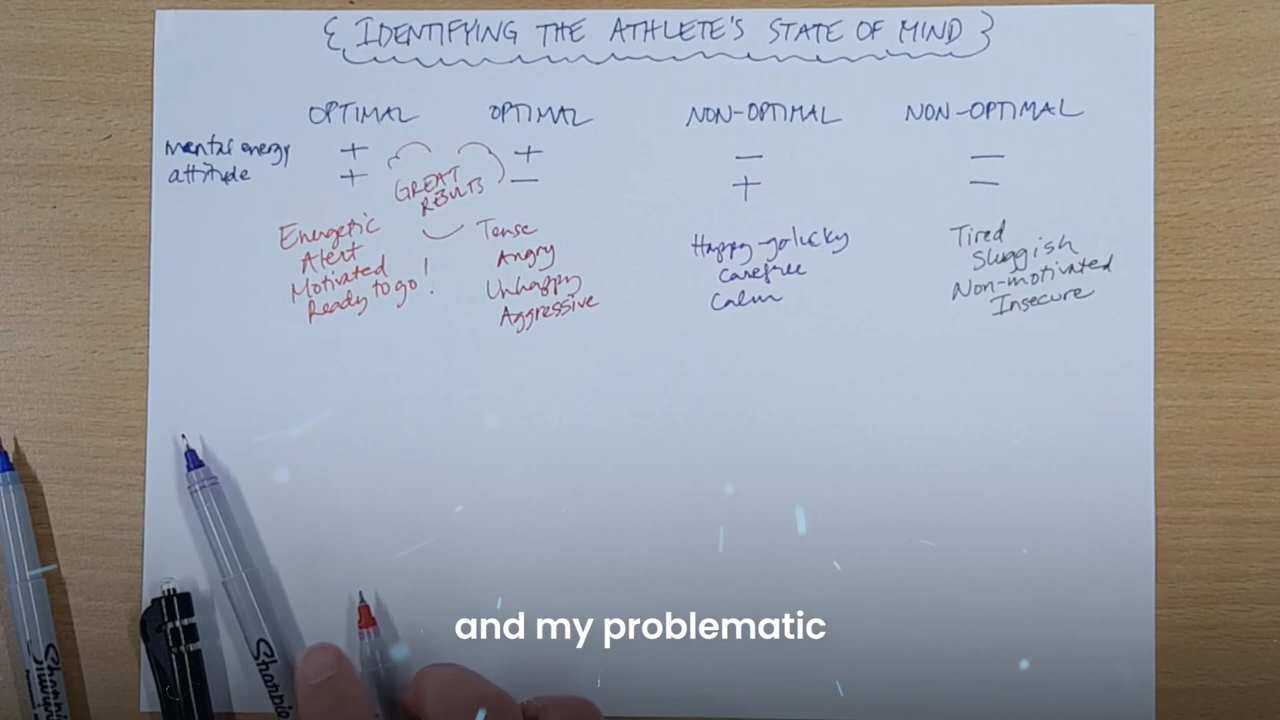 { IDENTIFYING THE ATHLETE'S STATE OF MIND }
OPTIMAL OPTIMAL NON-OPTIMAL NON-OPTIMAL
mental energy + + — —
attitude + — + —
GREAT
RESULTS
Energetic
Alert
Motivated
Ready to go !
Tense
Angry
Unhappy
Aggressive
Happy-go-lucky
Carefree
Calm
Tired
Sluggish
Non-motivated
Insecure
Sharpie
Sharpie
and my problematic